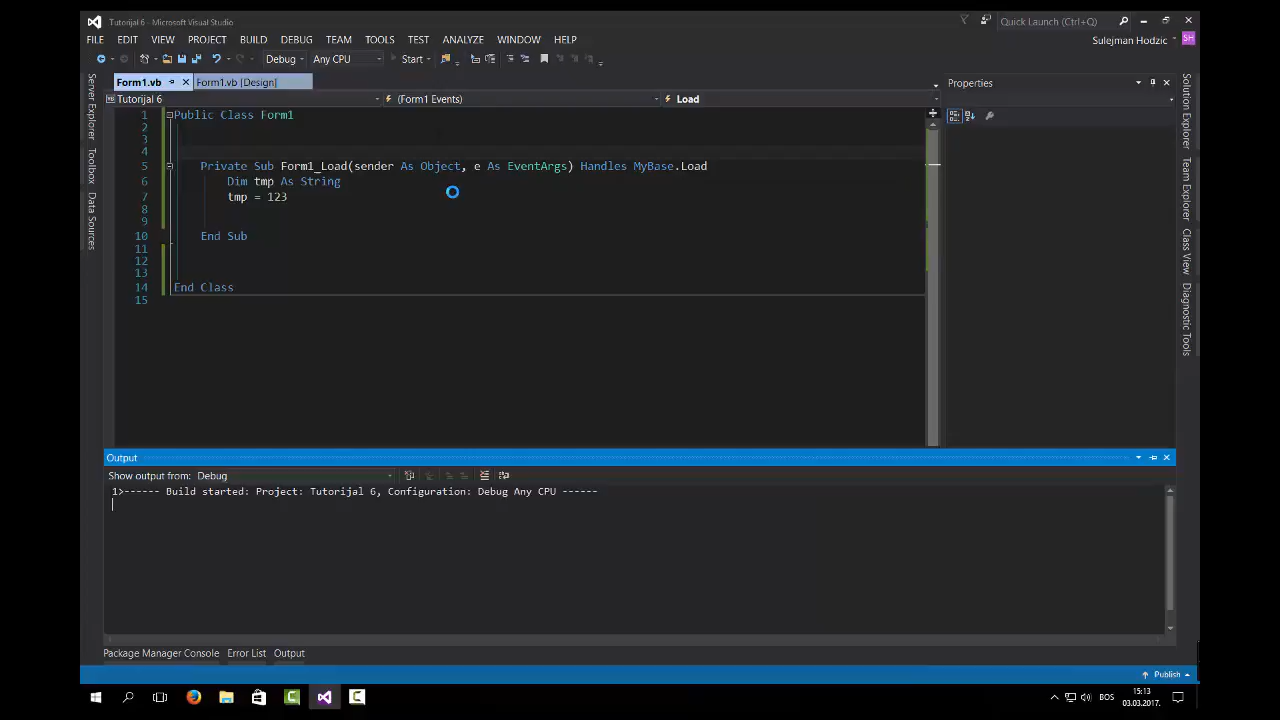 Tutorijal 6 - Microsoft Visual Studio
Quick Launch (Ctrl+Q)
FILE EDIT VIEW PROJECT BUILD DEBUG TEAM TOOLS TEST ANALYZE WINDOW HELP
Sulejman Hodzic SH
Debug Any CPU Start
Form1.vb Form1.vb [Design]
Tutorijal 6 (Form1 Events) Load
Server Explorer
Toolbox
Data Sources
1 Public Class Form1
2
3
4
5 Private Sub Form1_Load(sender As Object, e As EventArgs) Handles MyBase.Load
6 Dim tmp As String
7 tmp = 123
8
9
10 End Sub
11
12
13
14 End Class
15
Properties
Solution Explorer
Team Explorer
Class View
Diagnostic Tools
Output
Show output from: Debug
1>------ Build started: Project: Tutorijal 6, Configuration: Debug Any CPU ------
Package Manager Console Error List Output
Publish
BOS
15:13
03.03.2017.